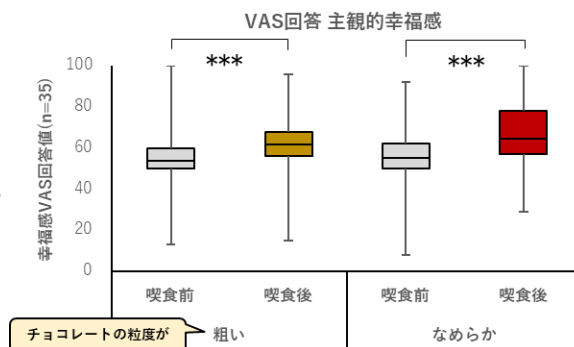 VAS回答 主観的幸福感
***
***
幸福感VAS回答値(n=35)
100
80
60
40
20
0
喫食前
喫食後
喫食前
喫食後
チョコレートの粒度が
粗い
なめらか